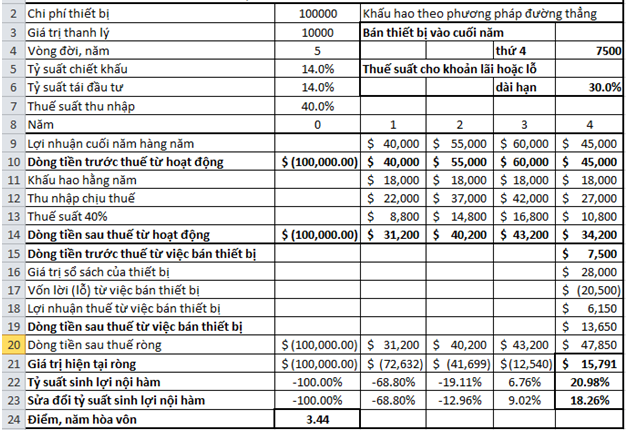 2 Chi phí thiết bị 100000 Khấu hao theo phương pháp đường thẳng
3 Giá trị thanh lý 10000 Bán thiết bị vào cuối năm
4 Vòng đời, năm 5 thứ 4 7500
5 Tỷ suất chiết khấu 14.0% Thuế suất cho khoản lãi hoặc lỗ
6 Tỷ suất tái đầu tư 14.0% dài hạn 30.0%
7 Thuế suất thu nhập 40.0%
8 Năm 0 1 2 3 4
9 Lợi nhuận cuối năm hàng năm $ 40,000 $ 55,000 $ 60,000 $ 45,000
10 Dòng tiền trước thuế từ hoạt động $ (100,000.00) $ 40,000 $ 55,000 $ 60,000 $ 45,000
11 Khấu hao hằng năm $ 18,000 $ 18,000 $ 18,000 $ 18,000
12 Thu nhập chịu thuế $ 22,000 $ 37,000 $ 42,000 $ 27,000
13 Thuế suất 40% $ 8,800 $ 14,800 $ 16,800 $ 10,800
14 Dòng tiền sau thuế từ hoạt động $ (100,000.00) $ 31,200 $ 40,200 $ 43,200 $ 34,200
15 Dòng tiền trước thuế từ việc bán thiết bị $ 7,500
16 Giá trị sổ sách của thiết bị $ 28,000
17 Vốn lời (lỗ) từ việc bán thiết bị $ (20,500)
18 Lợi nhuận thuế từ việc bán thiết bị $ 6,150
19 Dòng tiền sau thuế từ việc bán thiết bị $ 13,650
20 Dòng tiền sau thuế ròng $ (100,000.00) $ 31,200 $ 40,200 $ 43,200 $ 47,850
21 Giá trị hiện tại ròng $ (100,000.00) $ (72,632) $ (41,699) $ (12,540) $ 15,791
22 Tỷ suất sinh lợi nội hàm -100.00% -68.80% -19.11% 6.76% 20.98%
23 Sửa đổi tỷ suất sinh lợi nội hàm -100.00% -68.80% -12.96% 9.02% 18.26%
24 Điểm, năm hòa vôn 3.44